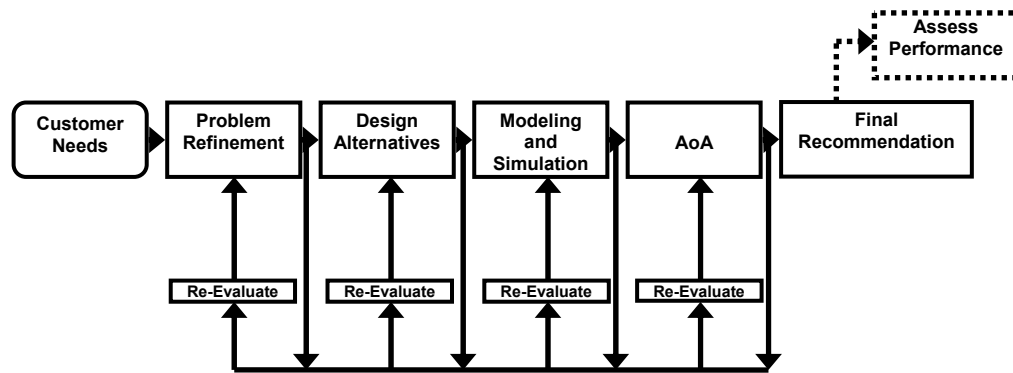 Assess
Performance
Customer
Needs
Problem
Refinement
Design
Alternatives
Modeling
and
Simulation
AoA
Final
Recommendation
Re-Evaluate
Re-Evaluate
Re-Evaluate
Re-Evaluate